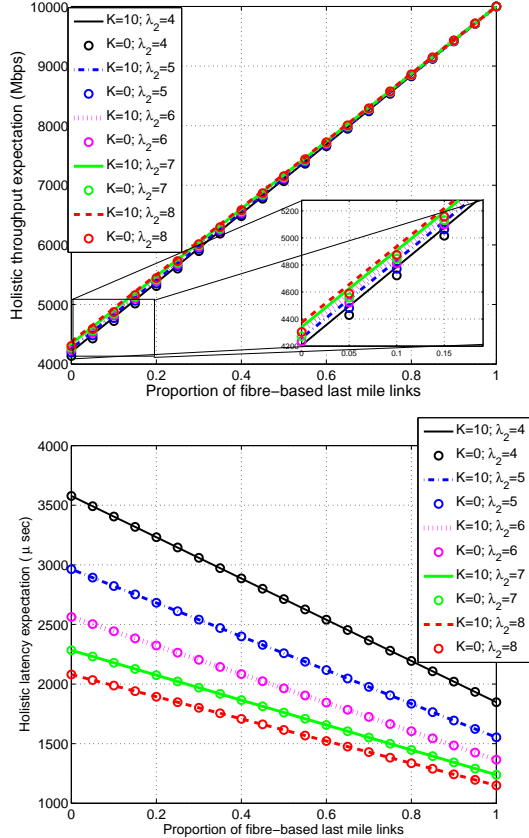 10000
9000
8000
7000
6000
5000
4000
Holistic throughput expectation (Mbps)
K=10; λ2=4
K=0; λ2=4
K=10; λ2=5
K=0; λ2=5
K=10; λ2=6
K=0; λ2=6
K=10; λ2=7
K=0; λ2=7
K=10; λ2=8
K=0; λ2=8
5200
5000
4800
4600
4400
4200
0 0.05 0.1 0.15
0 0.2 0.4 0.6 0.8 1
Proportion of fibre−based last mile links
4000
3500
3000
2500
2000
1500
1000
Holistic latency expectation (μ sec)
K=10; λ2=4
K=0; λ2=4
K=10; λ2=5
K=0; λ2=5
K=10; λ2=6
K=0; λ2=6
K=10; λ2=7
K=0; λ2=7
K=10; λ2=8
K=0; λ2=8
0 0.2 0.4 0.6 0.8 1
Proportion of fibre−based last mile links